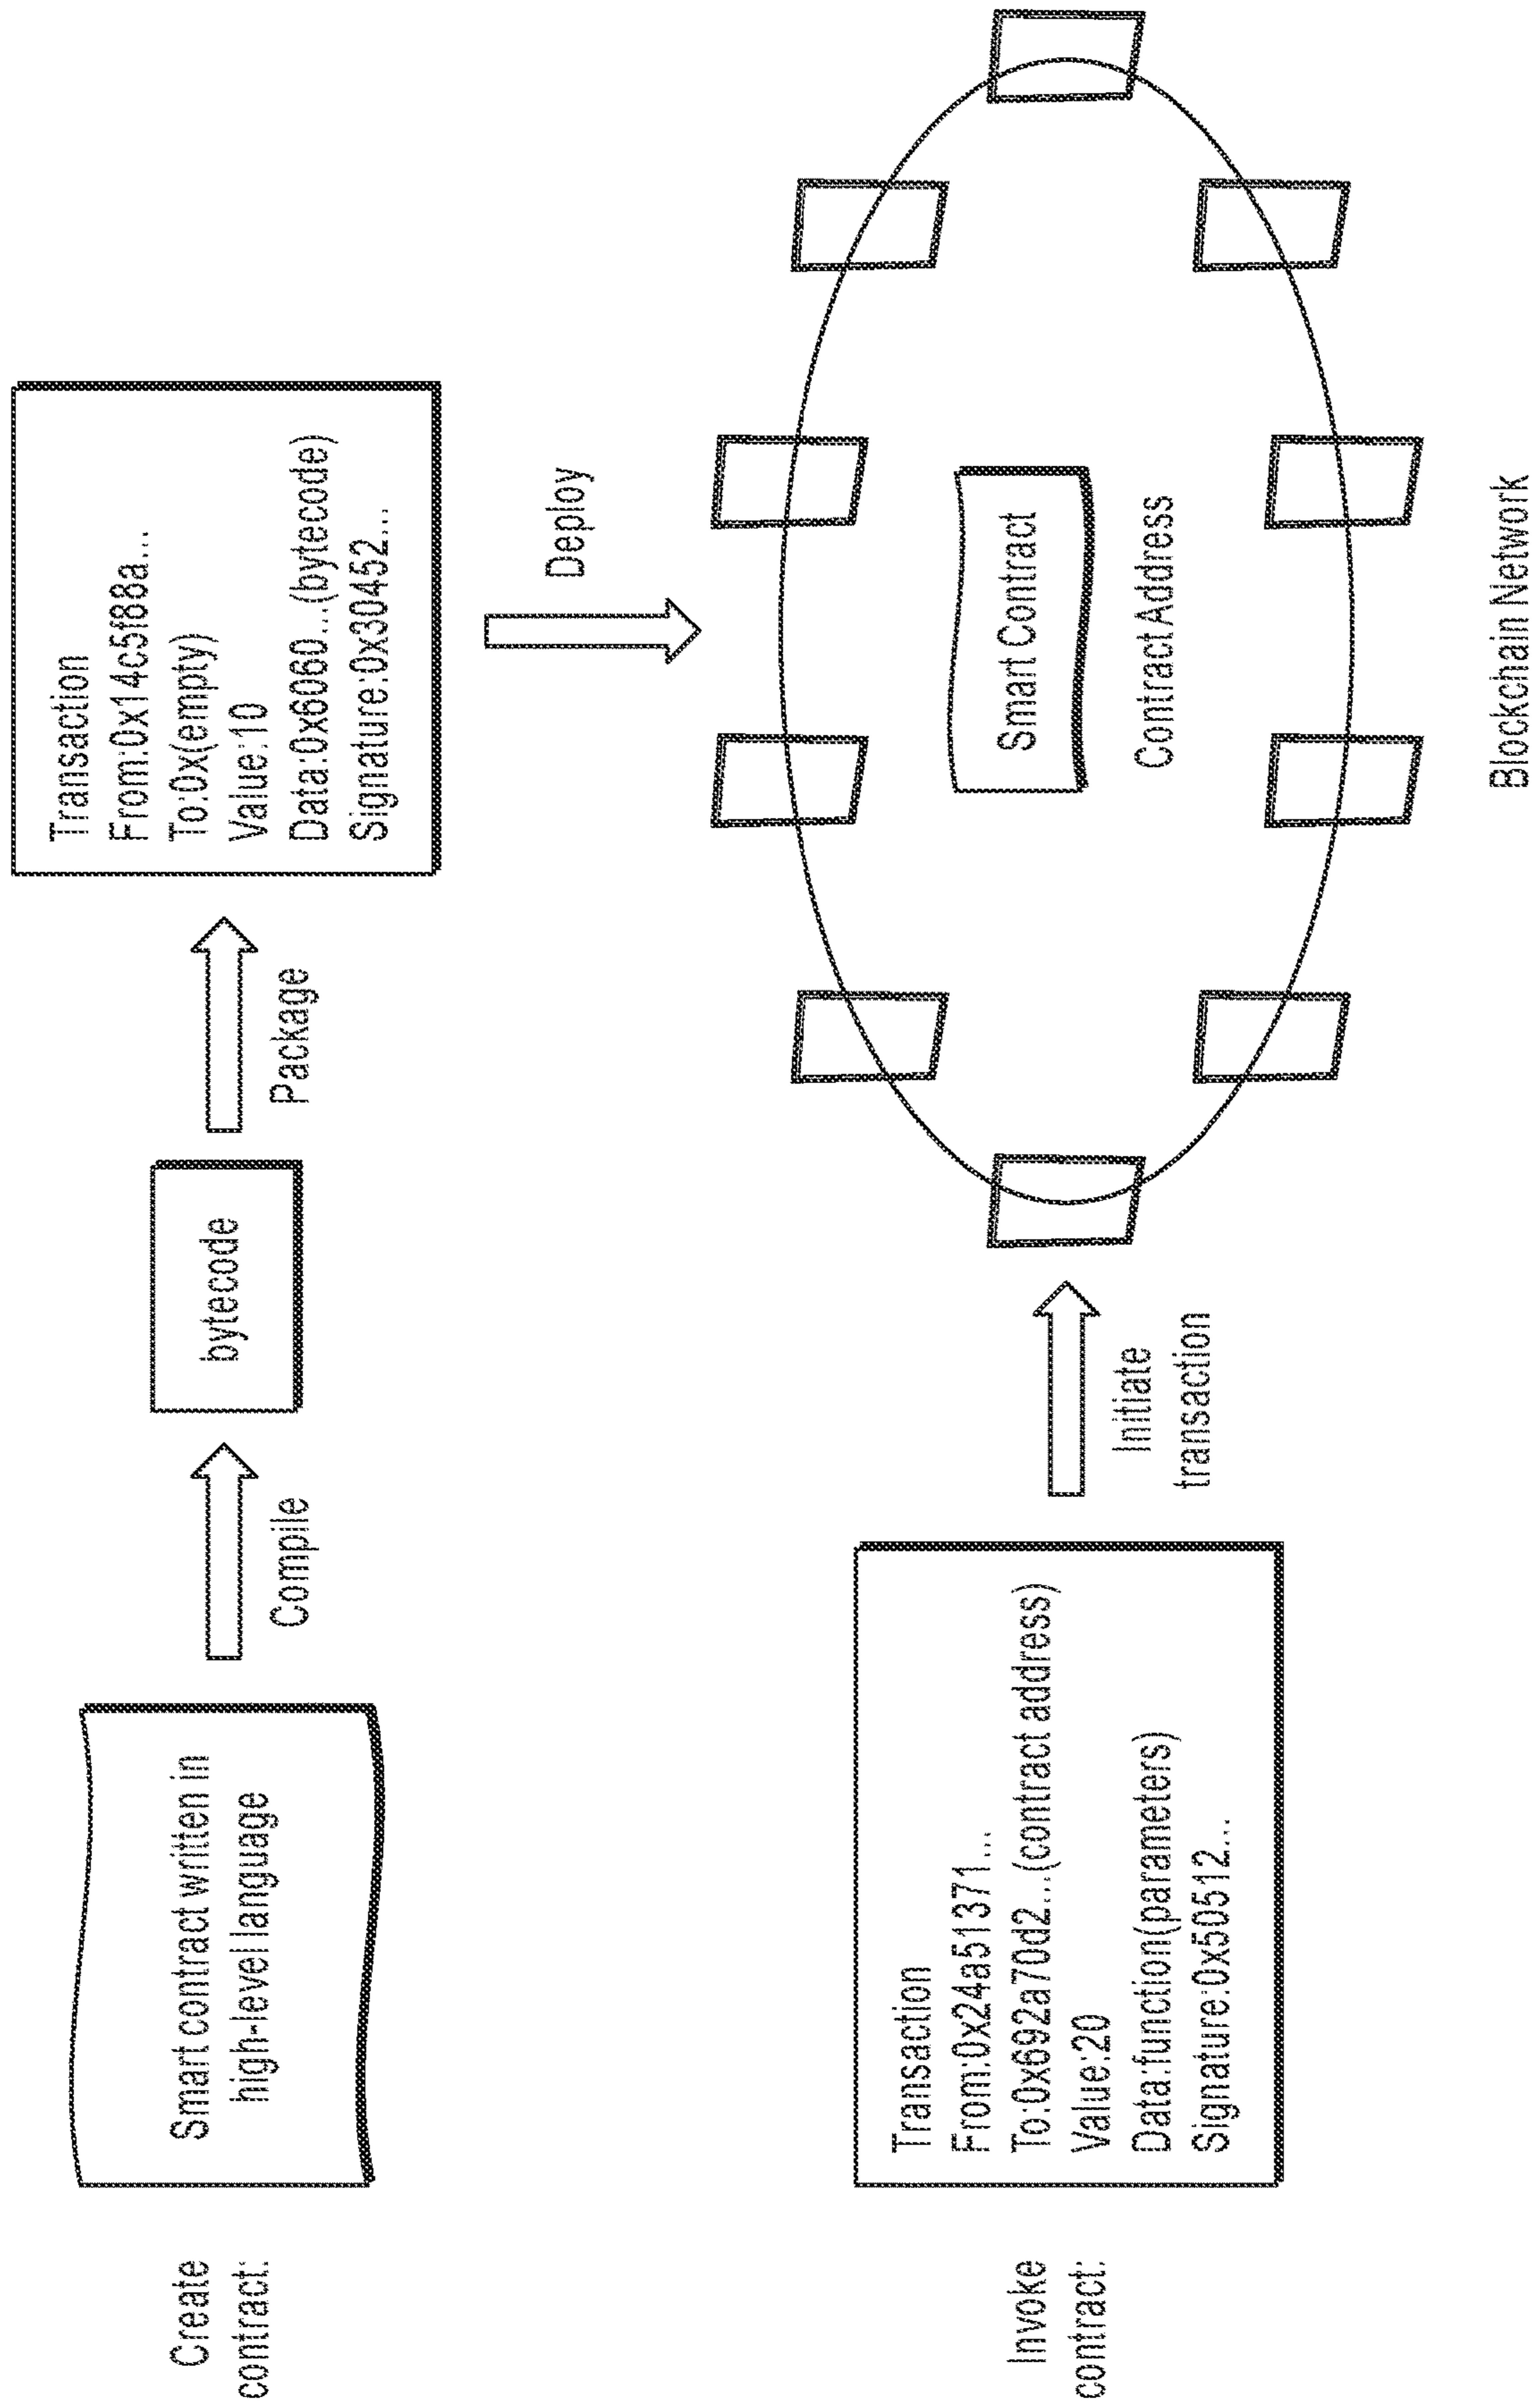 Create
contract:
Smart contract written in
high-level language
Compile
bytecode
Package
Transaction
From:0x14c5f88a...
To:0x(empty)
Value:10
Data:0x6060...(bytecode)
Signature:0x30452...
Deploy
Invoke
contract:
Transaction
From:0x24a51371...
To:0x692a70d2...(contract address)
Value:20
Data:function(parameters)
Signature:0x50512...
Initiate
transaction
Smart Contract
Contract Address
Blockchain Network